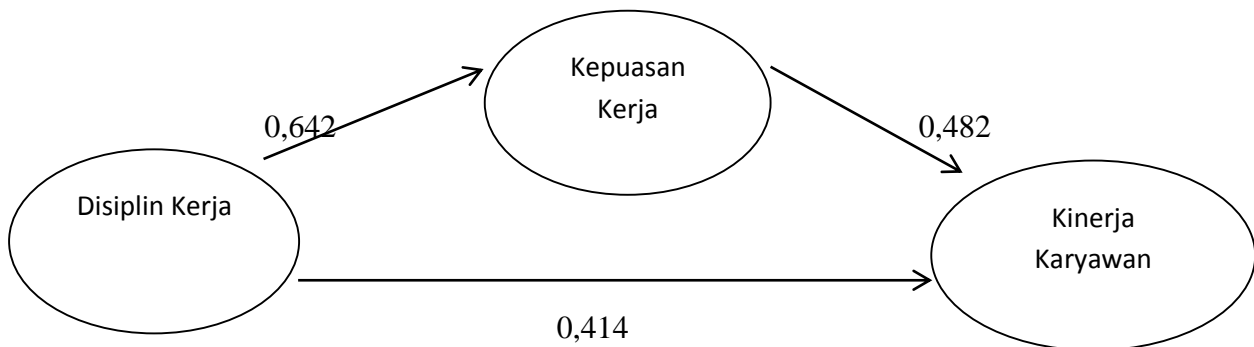 Kepuasan
Kerja
0,642
0,482
Disiplin Kerja
Kinerja
Karyawan
0,414